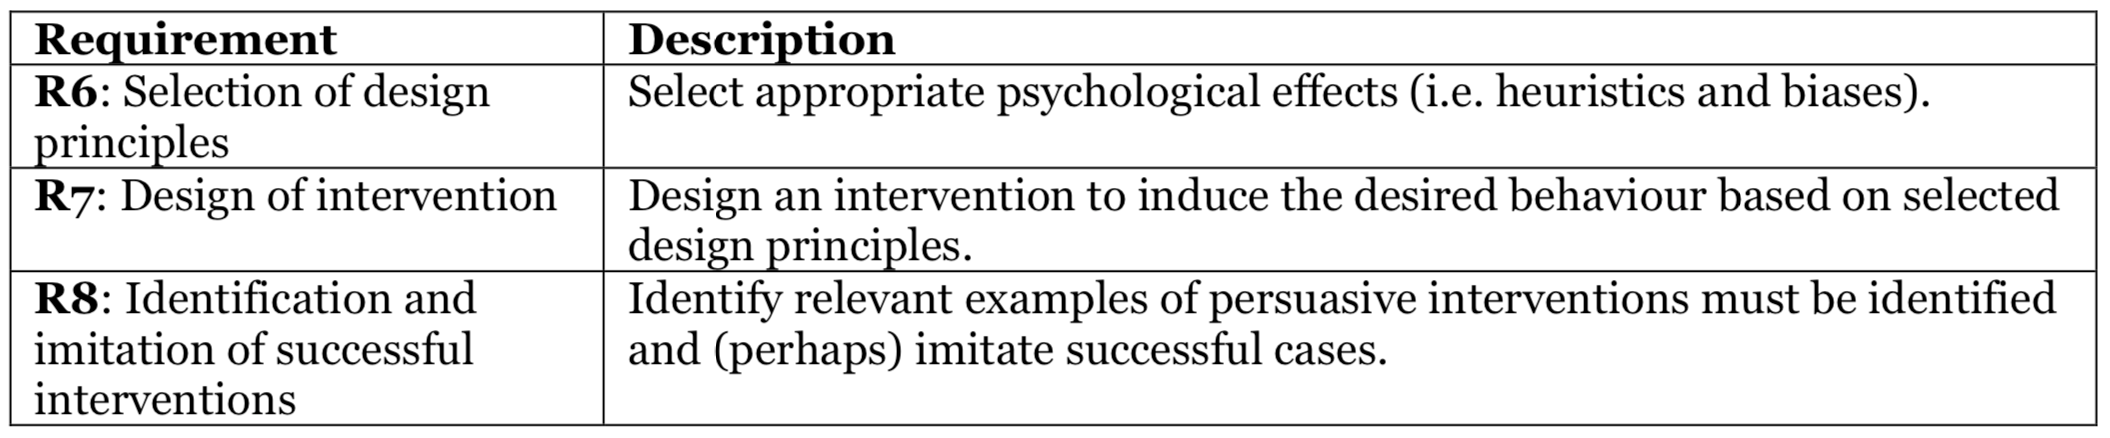 Requirement
Description
R6: Selection of design
principles
Select appropriate psychological effects (i.e. heuristics and biases).
R7: Design of intervention
Design an intervention to induce the desired behaviour based on selected
design principles.
R8: Identification and
imitation of successful
interventions
Identify relevant examples of persuasive interventions must be identified
and (perhaps) imitate successful cases.